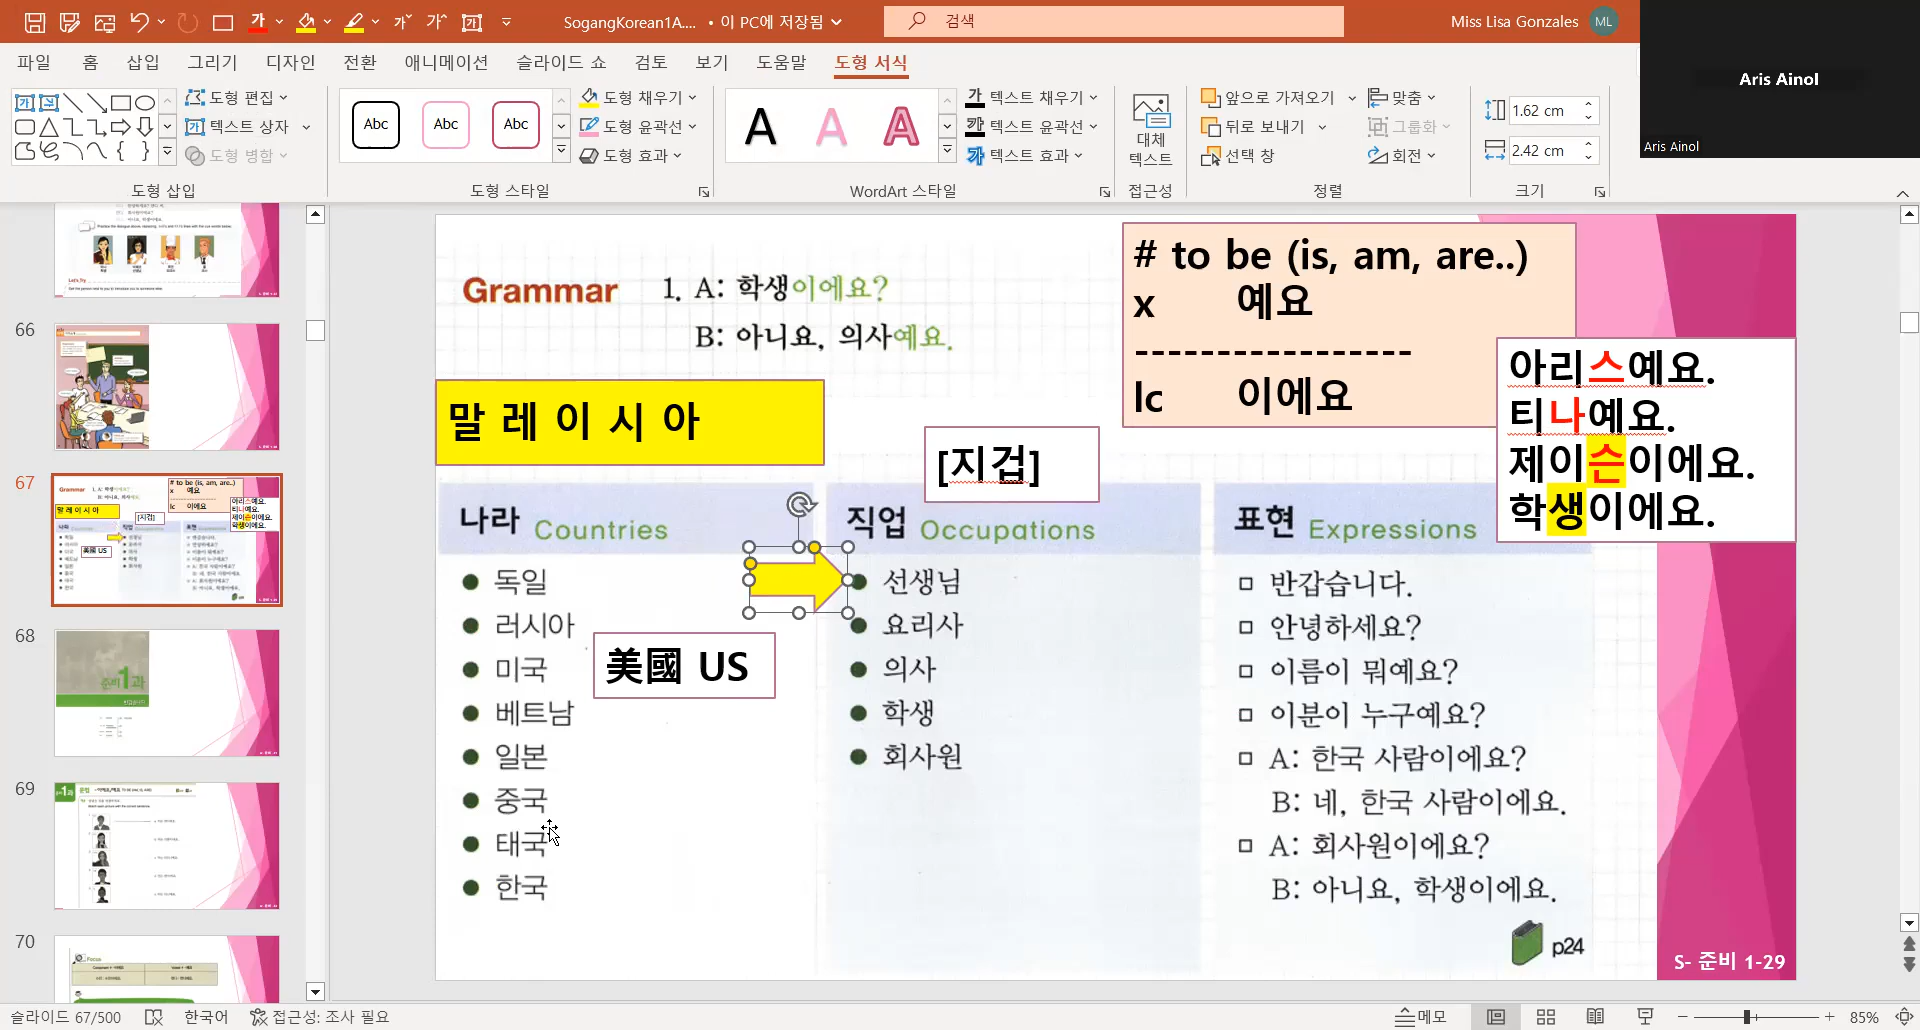 SogangKorean1A.... • 이 PC에 저장됨
검색
Miss Lisa Gonzales ML
파일 홈 삽입 그리기 디자인 전환 애니메이션 슬라이드 쇼 검토 보기 도움말 도형 서식
도형 편집
텍스트 상자
도형 병합
도형 삽입
Abc Abc Abc
도형 채우기
도형 윤곽선
도형 효과
도형 스타일
A A A
텍스트 채우기
텍스트 윤곽선
텍스트 효과
WordArt 스타일
대체
텍스트
접근성
앞으로 가져오기
뒤로 보내기
선택 창
맞춤
그룹화
회전
정렬
1.62 cm
2.42 cm
크기
Aris Ainol
Aris Ainol
66
67
68
69
70
Grammar 1. A: 학생이에요?
B: 아니요, 의사예요.
# to be (is, am, are..)
x 예요
-----------------
lc 이에요
아리스예요.
티나예요.
제이슨이에요.
학생이에요.
말 레 이 시 아
[지겁]
나라 Countries
독일
러시아
미국
美國 US
베트남
일본
중국
태국
한국
직업 Occupations
선생님
요리사
의사
학생
회사원
표현 Expressions
반갑습니다.
안녕하세요?
이름이 뭐예요?
이분이 누구예요?
A: 한국 사람이에요?
B: 네, 한국 사람이에요.
A: 회사원이에요?
B: 아니요, 학생이에요.
p24
S- 준비 1-29
슬라이드 67/500 한국어 접근성: 조사 필요
메모
85%